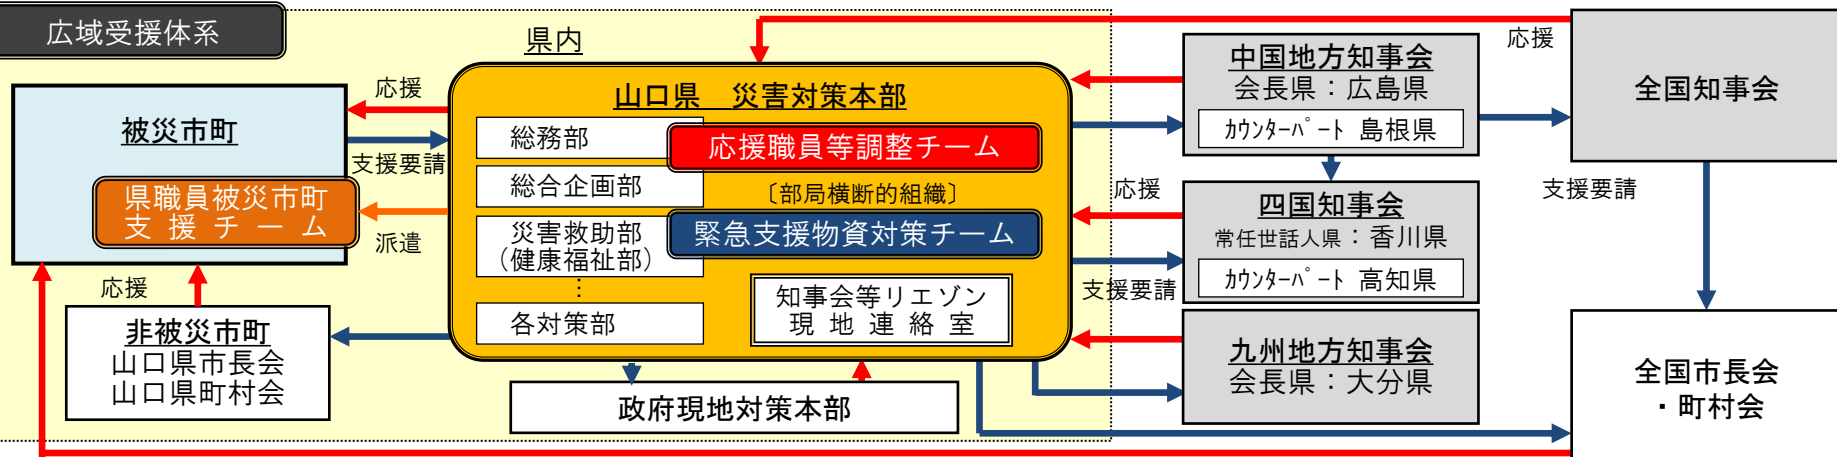 広域受援体系
県内
応援
被災市町
応援
支援要請
県職員被災市町
支援チーム
派遣
応援
非被災市町
山口県市長会
山口県町村会
山口県 災害対策本部
総務部
総合企画部
災害救助部
（健康福祉部）
⋮
各対策部
応援職員等調整チーム
〔部局横断的組織〕
緊急支援物資対策チーム
知事会等リエゾン
現地連絡室
政府現地対策本部
中国地方知事会
会長県：広島県
ｶｳﾝﾀｰﾊﾟｰﾄ 島根県
応援
四国知事会
常任世話人県：香川県
ｶｳﾝﾀｰﾊﾟｰﾄ 高知県
支援要請
九州地方知事会
会長県：大分県
全国知事会
支援要請
全国市長会
・町村会